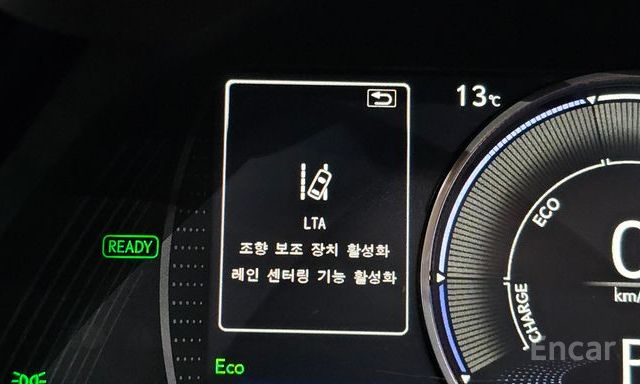 13℃
LTA
조향 보조 장치 활성화
레인 센터링 기능 활성화
READY
ECO
0
km/
CHARGE
Eco
Encar